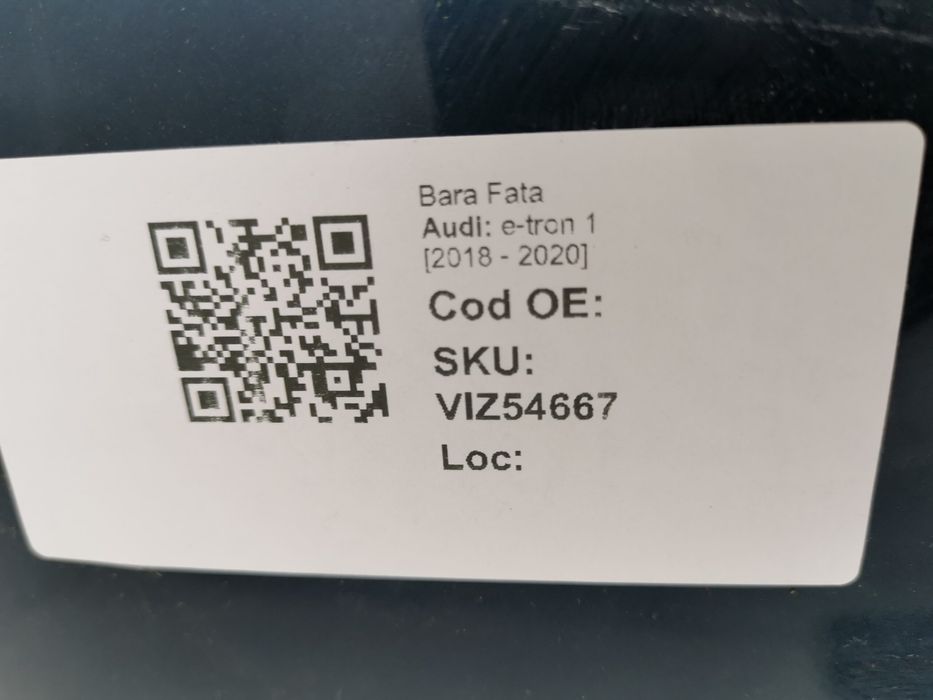 Bara Fata
Audi: e-tron 1
[2018 - 2020]
Cod OE:
SKU:
VIZ54667
Loc: